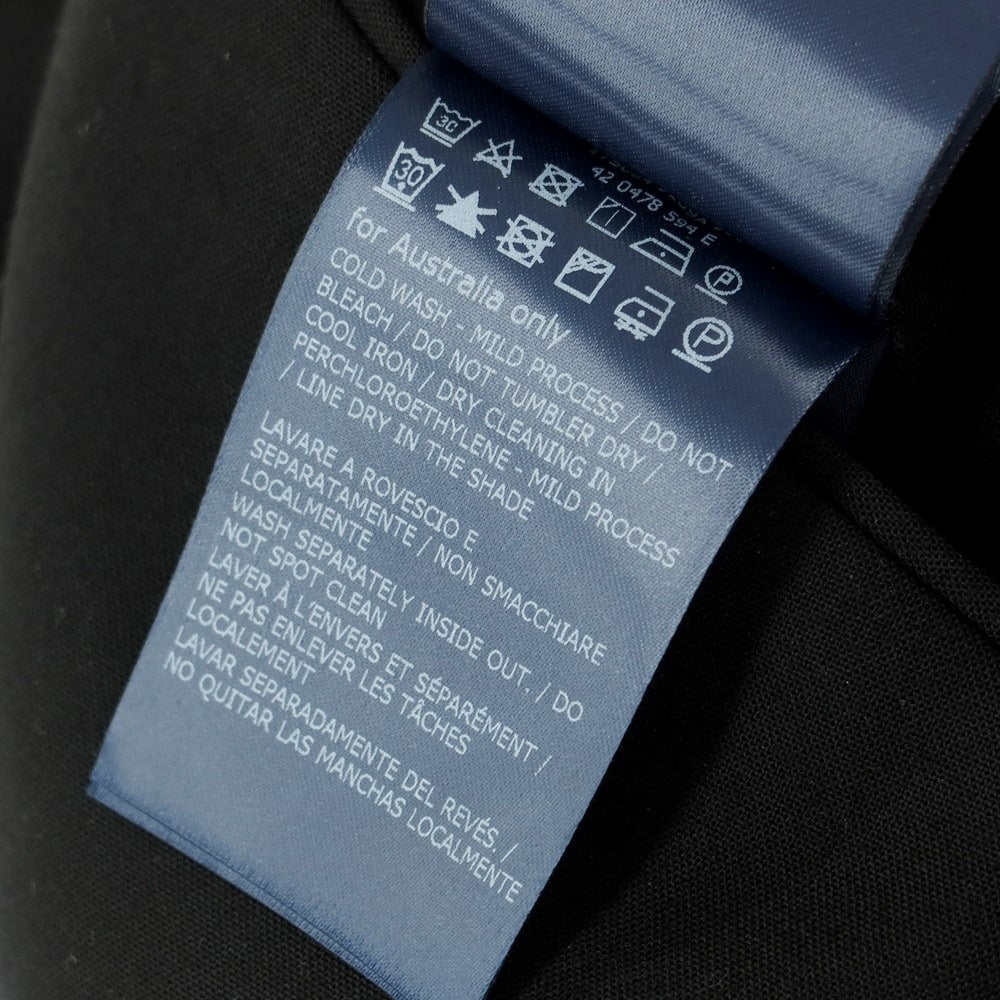 42 0478 594 E
30
P
30
P
for Australia only
COLD WASH - MILD PROCESS / DO NOT
BLEACH / DO NOT TUMBLER DRY /
COOL IRON / DRY CLEANING IN
PERCHLOROETHYLENE - MILD PROCESS
/ LINE DRY IN THE SHADE
LAVARE A ROVESCIO E
SEPARATAMENTE / NON SMACCHIARE
LOCALMENTE
WASH SEPARATELY INSIDE OUT. / DO
NOT SPOT CLEAN
LAVER À L'ENVERS ET SÉPARÉMENT /
NE PAS ENLEVER LES TÂCHES
LOCALEMENT
LAVAR SEPARADAMENTE DEL REVÉS. /
NO QUITAR LAS MANCHAS LOCALMENTE